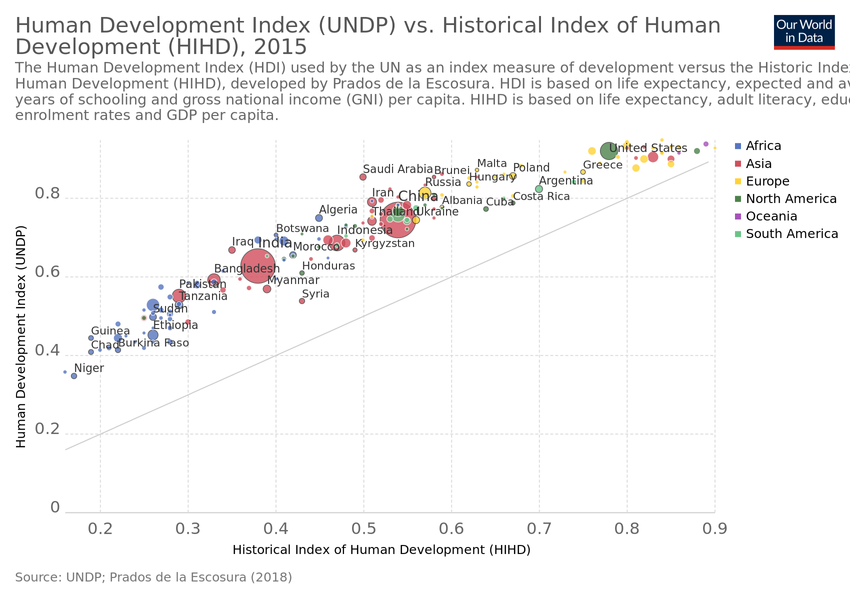 Human Development Index (UNDP) vs. Historical Index of Human
Development (HIHD), 2015
Our World
in Data
The Human Development Index (HDI) used by the UN as an index measure of development versus the Historic Inde
Human Development (HIHD), developed by Prados de la Escosura. HDI is based on life expectancy, expected and av
years of schooling and gross national income (GNI) per capita. HIHD is based on life expectancy, adult literacy, edu
enrolment rates and GDP per capita.
Africa
Asia
Europe
North America
Oceania
South America
Human Development Index (UNDP)
0.8
0.6
0.4
0.2
0
United States
Malta
Greece
Poland
Brunei
Saudi Arabia
Hungary
Russia
Argentina
Iran
China
Costa Rica
Albania
Cuba
Thailand
Ukraine
Algeria
Botswana
Indonesia
Iraq
India
Morocco
Kyrgyzstan
Honduras
Bangladesh
Myanmar
Pakistan
Tanzania
Syria
Sudan
Ethiopia
Guinea
Chad
Burkina Faso
Niger
0.2
0.3
0.4
0.5
0.6
0.7
0.8
0.9
Historical Index of Human Development (HIHD)
Source: UNDP; Prados de la Escosura (2018)